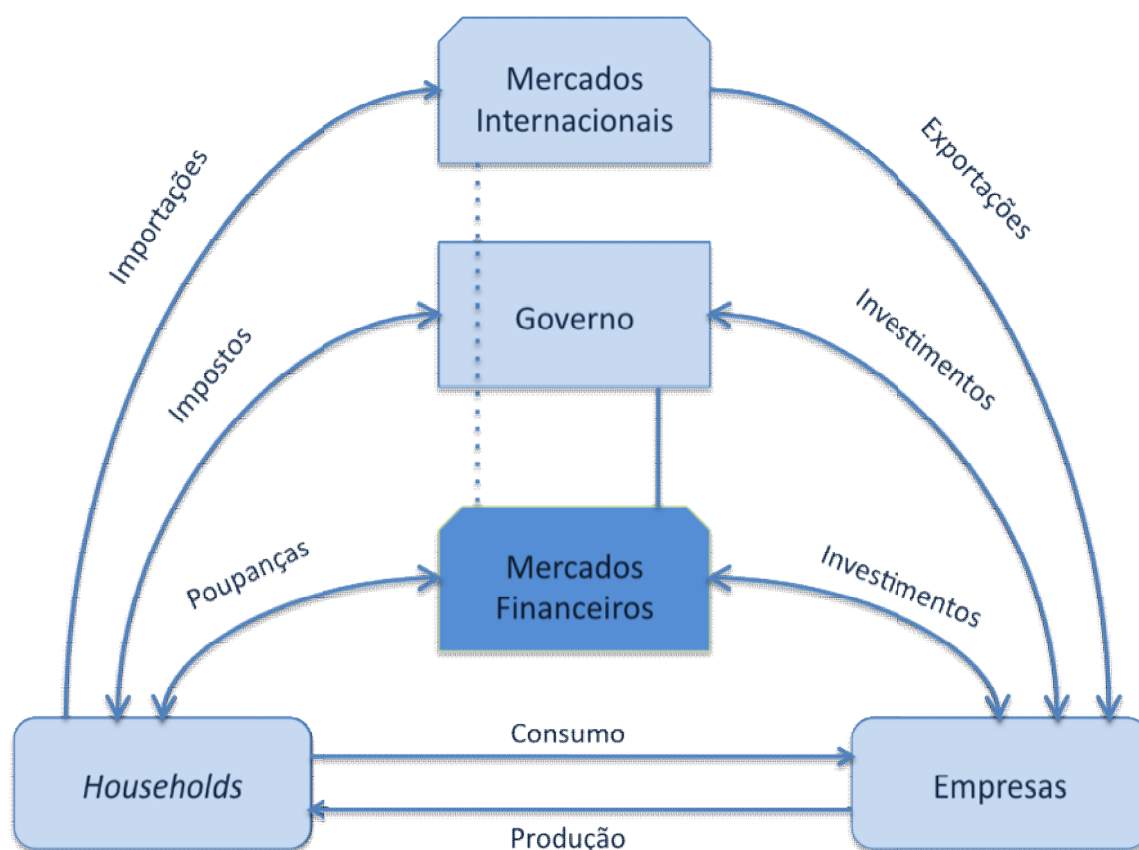 Mercados
Internacionais
Importações
Exportações
Governo
Impostos
Investimentos
Mercados
Financeiros
Poupanças
Investimentos
Households
Consumo
Produção
Empresas